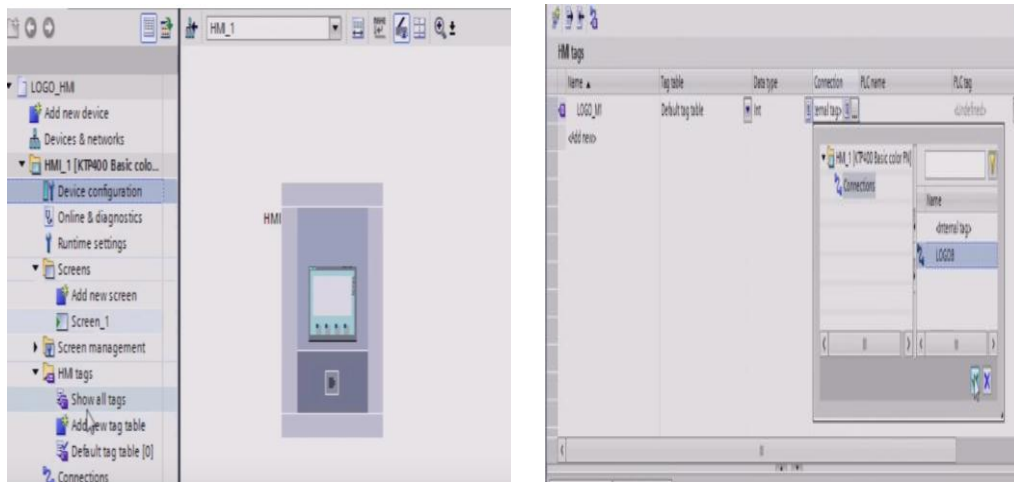 HMI_1
LOGO_HMI
Add new device
Devices & networks
HMI_1 [KTP400 Basic colo...
Device configuration
Online & diagnostics
Runtime settings
Screens
Add new screen
Screen_1
Screen management
HMI tags
Show all tags
Add new tag table
Default tag table [0]
Connections
HMI
HMI tags
Name Tag table Data type Connection PLC name PLC tag
LOGO_M1 Default tag table Int ternal tag> <Undefined>
<Add new>
HMI_1 [KTP400 Basic color PN]
Connections
Name
<Internal tag>
LOGO8